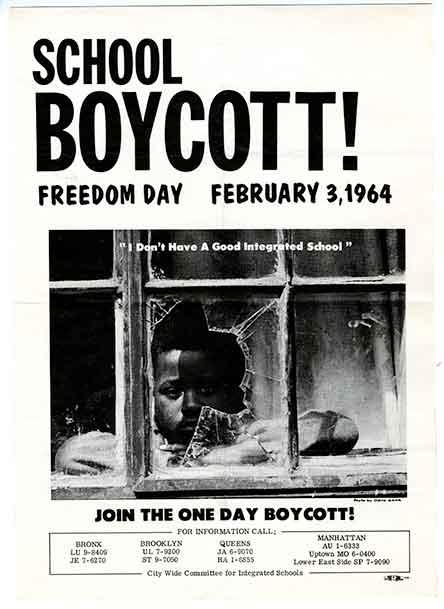 SCHOOL
BOYCOTT!
FREEDOM DAY FEBRUARY 3, 1964
"I Don't Have A Good Integrated School"
Photo by
JOIN THE ONE DAY BOYCOTT!
FOR INFORMATION CALL:
BRONX
LU 9-8409
JE 7-6270
BROOKLYN
UL 7-9200
ST 9-7050
QUEENS
JA 6-9070
RA 1-6855
MANHATTAN
AU 1-6333
Uptown MO 6-0400
Lower East Side SP 7-9090
City Wide Committee for Integrated Schools